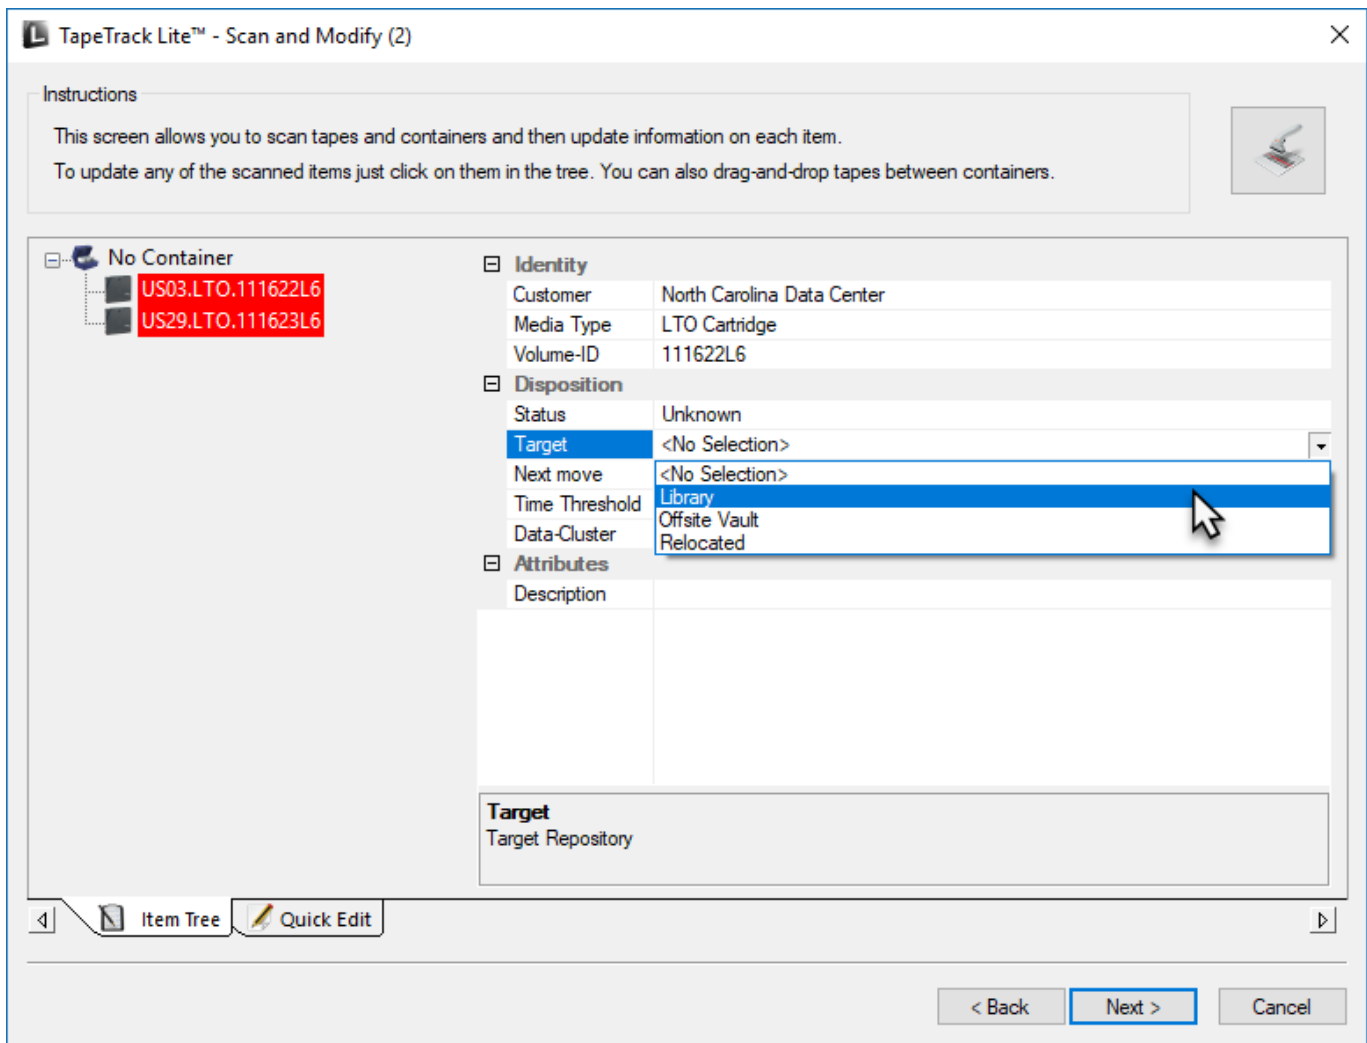 TapeTrack Lite™ - Scan and Modify (2)
Instructions
This screen allows you to scan tapes and containers and then update information on each item.
To update any of the scanned items just click on them in the tree. You can also drag-and-drop tapes between containers.
No Container
US03.LTO.111622L6
US29.LTO.111623L6
Identity
Customer North Carolina Data Center
Media Type LTO Cartridge
Volume-ID 111622L6
Disposition
Status Unknown
Target <No Selection>
Next move <No Selection>
Library
Time Threshold
Offsite Vault
Data-Cluster
Relocated
Attributes
Description
Target
Target Repository
Item Tree Quick Edit
< Back Next > Cancel